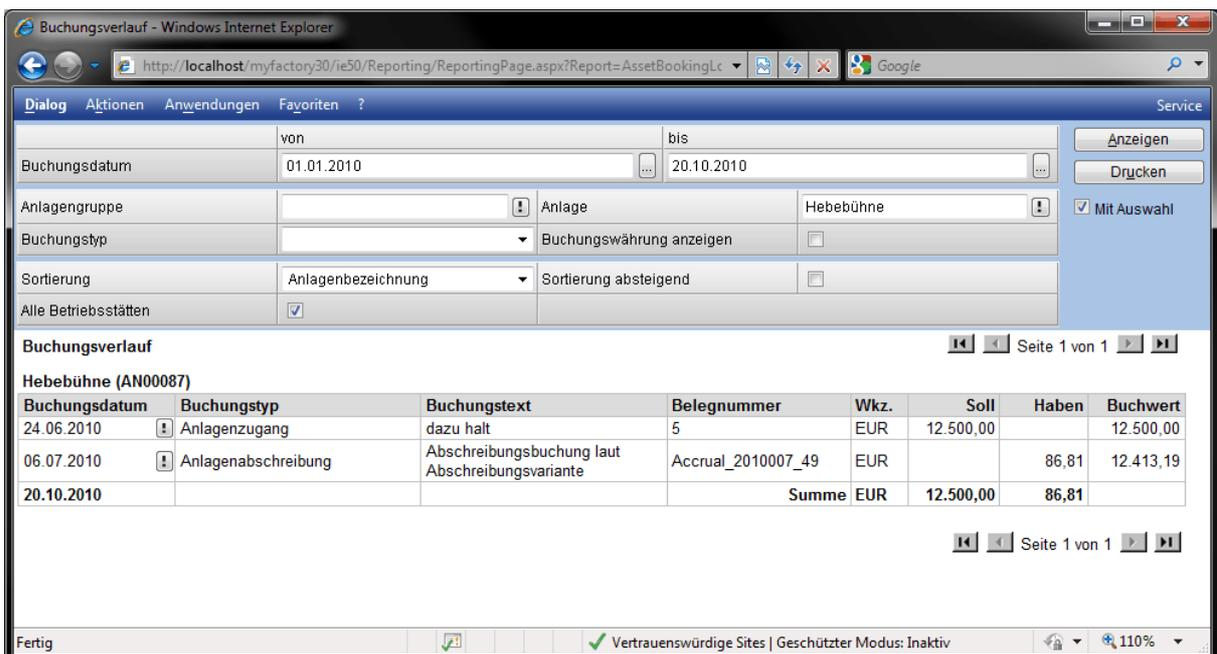 Buchungsverlauf - Windows Internet Explorer
http://localhost/myfactory30/ie50/Reporting/ReportingPage.aspx?Report=AssetBookingLc
Google
Dialog Aktionen Anwendungen Favoriten ? Service
von bis Anzeigen
Buchungsdatum 01.01.2010 ... 20.10.2010 ... Drucken
Anlagengruppe ! Anlage Hebebühne ! Mit Auswahl
Buchungstyp Buchungswährung anzeigen
Sortierung Anlagenbezeichnung Sortierung absteigend
Alle Betriebsstätten
Buchungsverlauf Seite 1 von 1
Hebebühne (AN00087)
Buchungsdatum Buchungstyp Buchungstext Belegnummer Wkz. Soll Haben Buchwert
24.06.2010 ! Anlagenzugang dazu halt 5 EUR 12.500,00 12.500,00
06.07.2010 ! Anlagenabschreibung Abschreibungsbuchung laut Abschreibungsvariante Accrual_2010007_49 EUR 86,81 12.413,19
20.10.2010 Summe EUR 12.500,00 86,81
Seite 1 von 1
Fertig Vertrauenswürdige Sites | Geschützter Modus: Inaktiv 110%